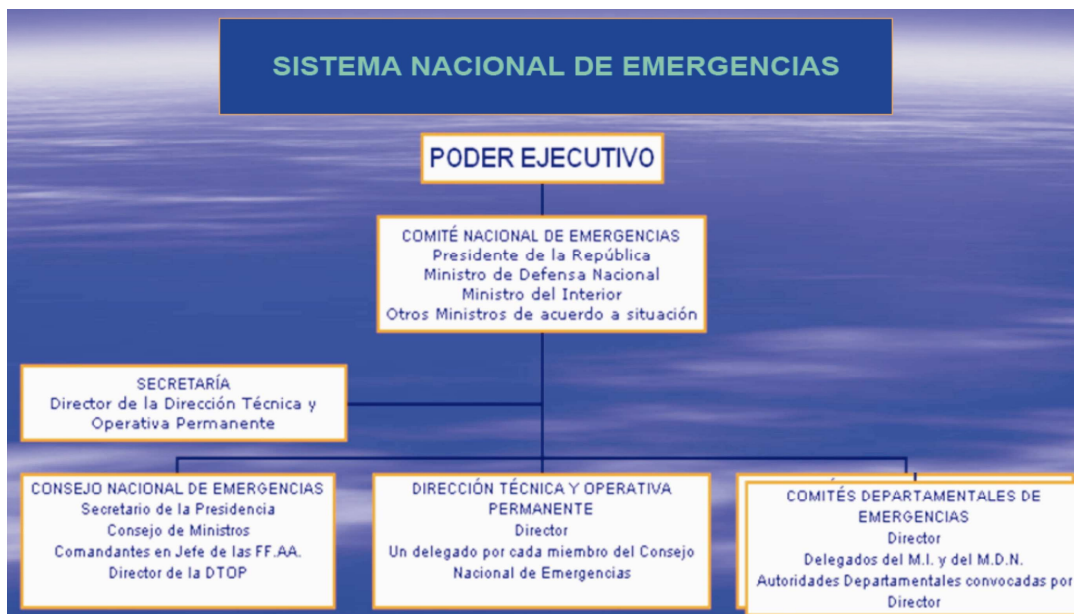 SISTEMA NACIONAL DE EMERGENCIAS
PODER EJECUTIVO
COMITÉ NACIONAL DE EMERGENCIAS
Presidente de la República
Ministro de Defensa Nacional
Ministro del Interior
Otros Ministros de acuerdo a situación
SECRETARÍA
Director de la Dirección Técnica y
Operativa Permanente
CONSEJO NACIONAL DE EMERGENCIAS
Secretario de la Presidencia
Consejo de Ministros
Comandantes en Jefe de las FF.AA.
Director de la DTOP
DIRECCIÓN TÉCNICA Y OPERATIVA
PERMANENTE
Director
Un delegado por cada miembro del Consejo
Nacional de Emergencias
COMITÉS DEPARTAMENTALES DE
EMERGENCIAS
Director
Delegados del M.I. y del M.D.N.
Autoridades Departamentales convocadas por
Director